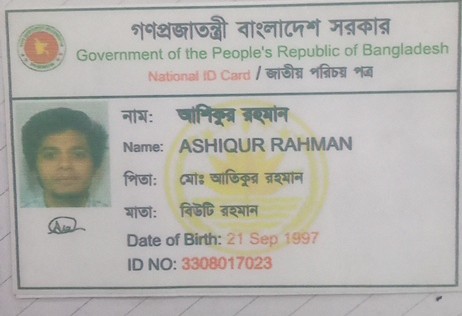 গণপ্রজাতন্ত্রী বাংলাদেশ সরকার
Government of the People's Republic of Bangladesh
National ID Card / জাতীয় পরিচয় পত্র
নাম: আশিকুর রহমান
Name: ASHIQUR RAHMAN
পিতা: মোঃ আতিকুর রহমান
মাতা: বিউটি রহমান
Date of Birth: 21 Sep 1997
ID NO: 3308017023